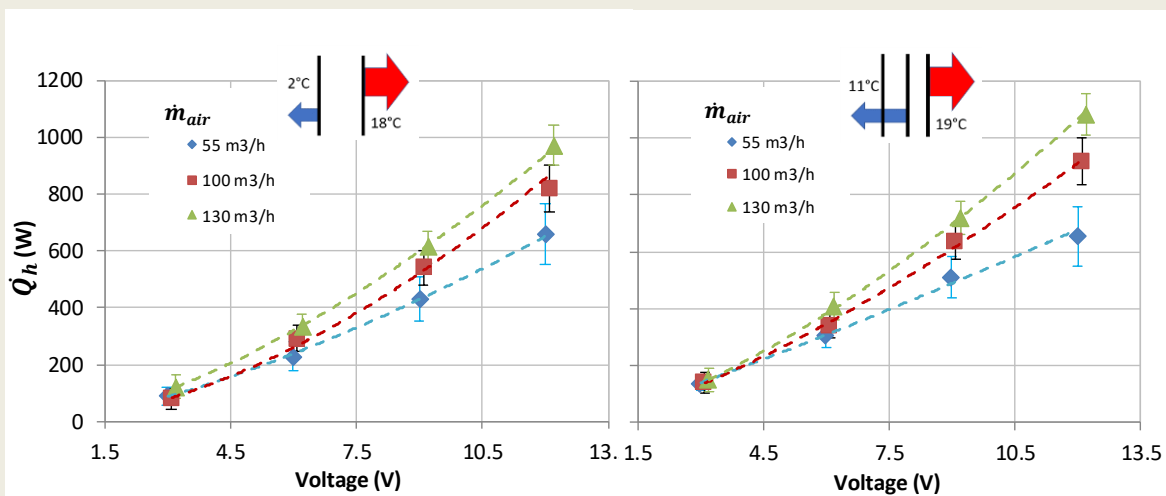 1200
1000
800
600
400
200
0
Q̇h (W)
1.5
4.5
7.5
10.5
13.
Voltage (V)
ṁair
55 m3/h
100 m3/h
130 m3/h
2°C
18°C
ṁair
55 m3/h
100 m3/h
130 m3/h
11°C
19°C
1.5
4.5
7.5
10.5
13.5
Voltage (V)